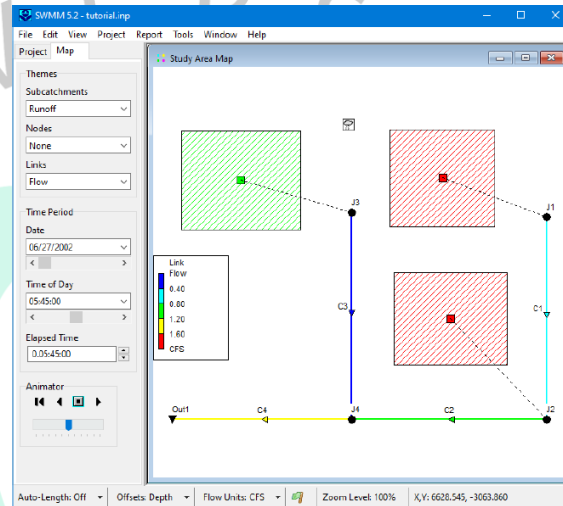 SWMM 5.2 - tutorial.inp
File Edit View Project Report Tools Window Help
Project Map
Study Area Map
Themes
Subcatchments
Runoff
Nodes
None
Links
Flow
Time Period
Date
06/27/2002
Time of Day
05:45:00
Elapsed Time
0.05:45:00
Animator
J3
J1
Link
Flow
0.40
0.80
1.20
1.60
CFS
C3
C1
Out1
C4
J4
C2
J2
Auto-Length: Off Offsets: Depth Flow Units: CFS Zoom Level: 100% X,Y: 6628.545, -3063.860